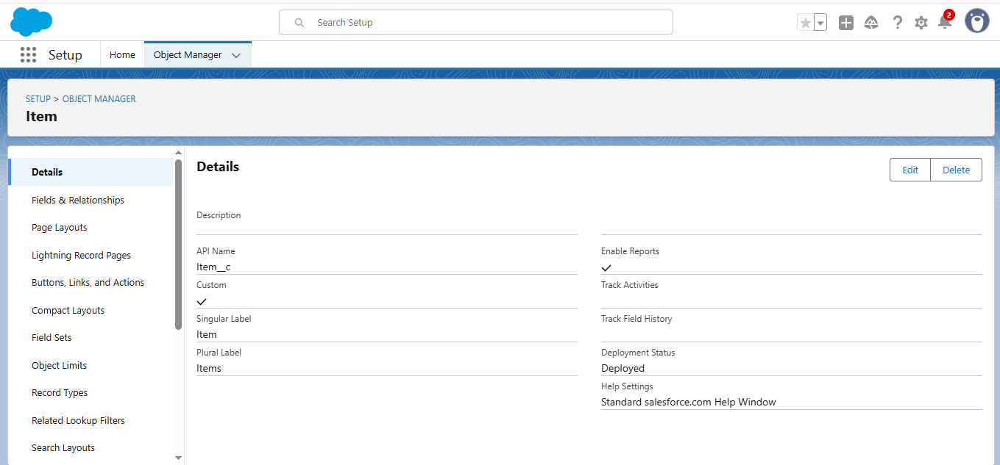 Search Setup
2
Setup
Home
Object Manager
SETUP > OBJECT MANAGER
Item
Details
Fields & Relationships
Page Layouts
Lightning Record Pages
Buttons, Links, and Actions
Compact Layouts
Field Sets
Object Limits
Record Types
Related Lookup Filters
Search Layouts
Details
Edit
Delete
Description
API Name
Item__c
Custom
Singular Label
Item
Plural Label
Items
Enable Reports
Track Activities
Track Field History
Deployment Status
Deployed
Help Settings
Standard salesforce.com Help Window